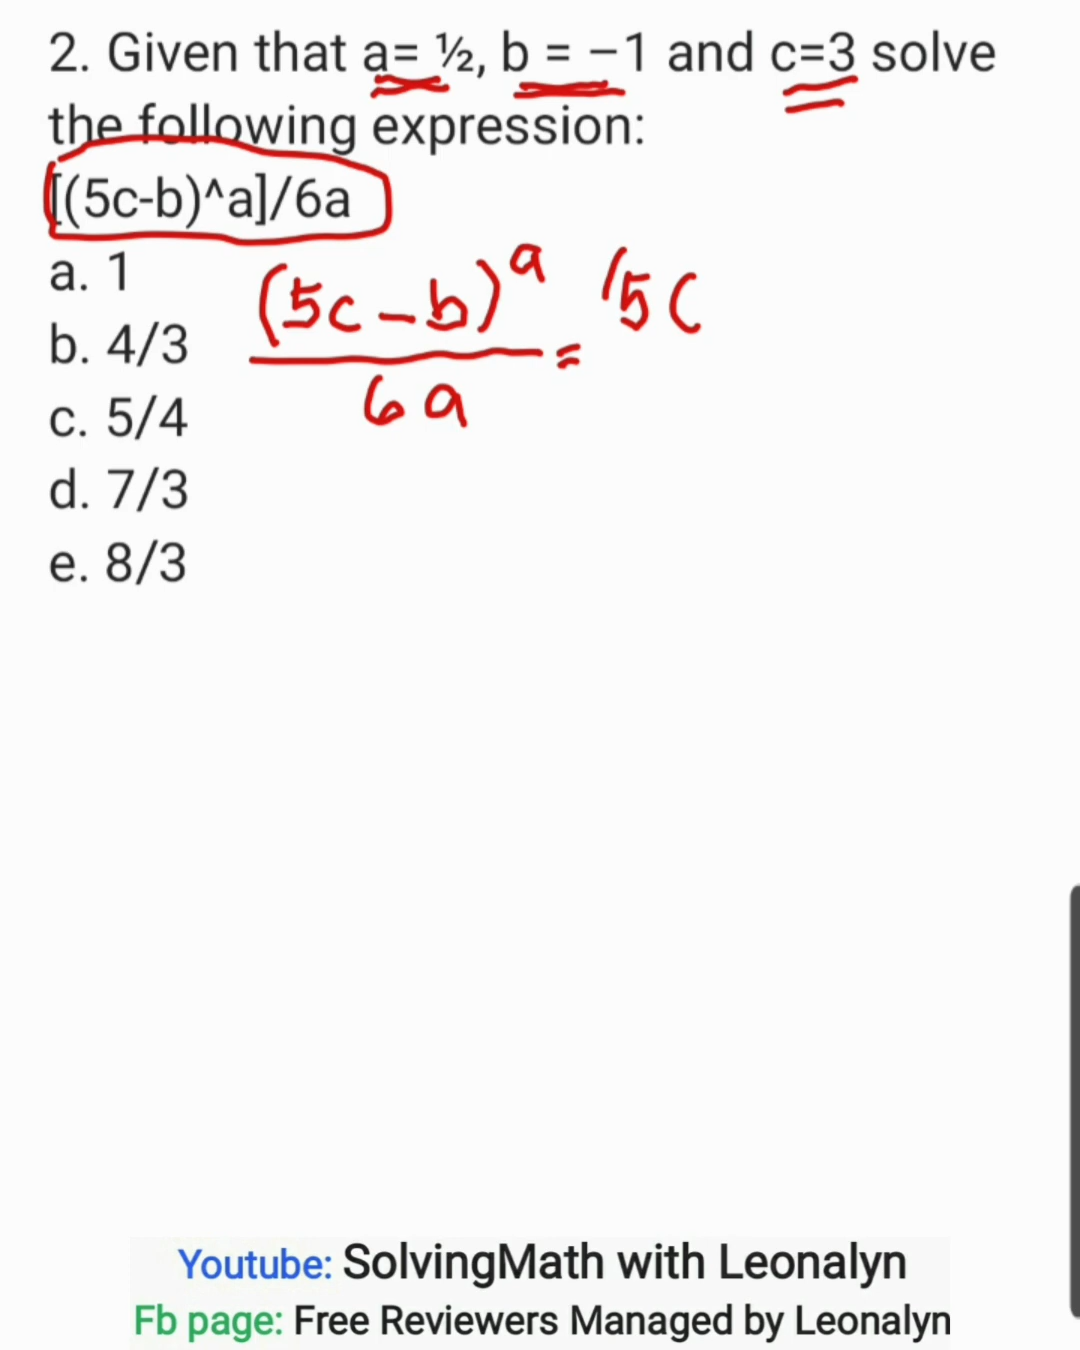 2. Given that a= ½, b = −1 and c=3 solve
the following expression:
[(5c-b)^a]/6a
a. 1
b. 4/3
c. 5/4
d. 7/3
e. 8/3
(5c-b)^a
6a
= (5(
Youtube: SolvingMath with Leonalyn
Fb page: Free Reviewers Managed by Leonalyn